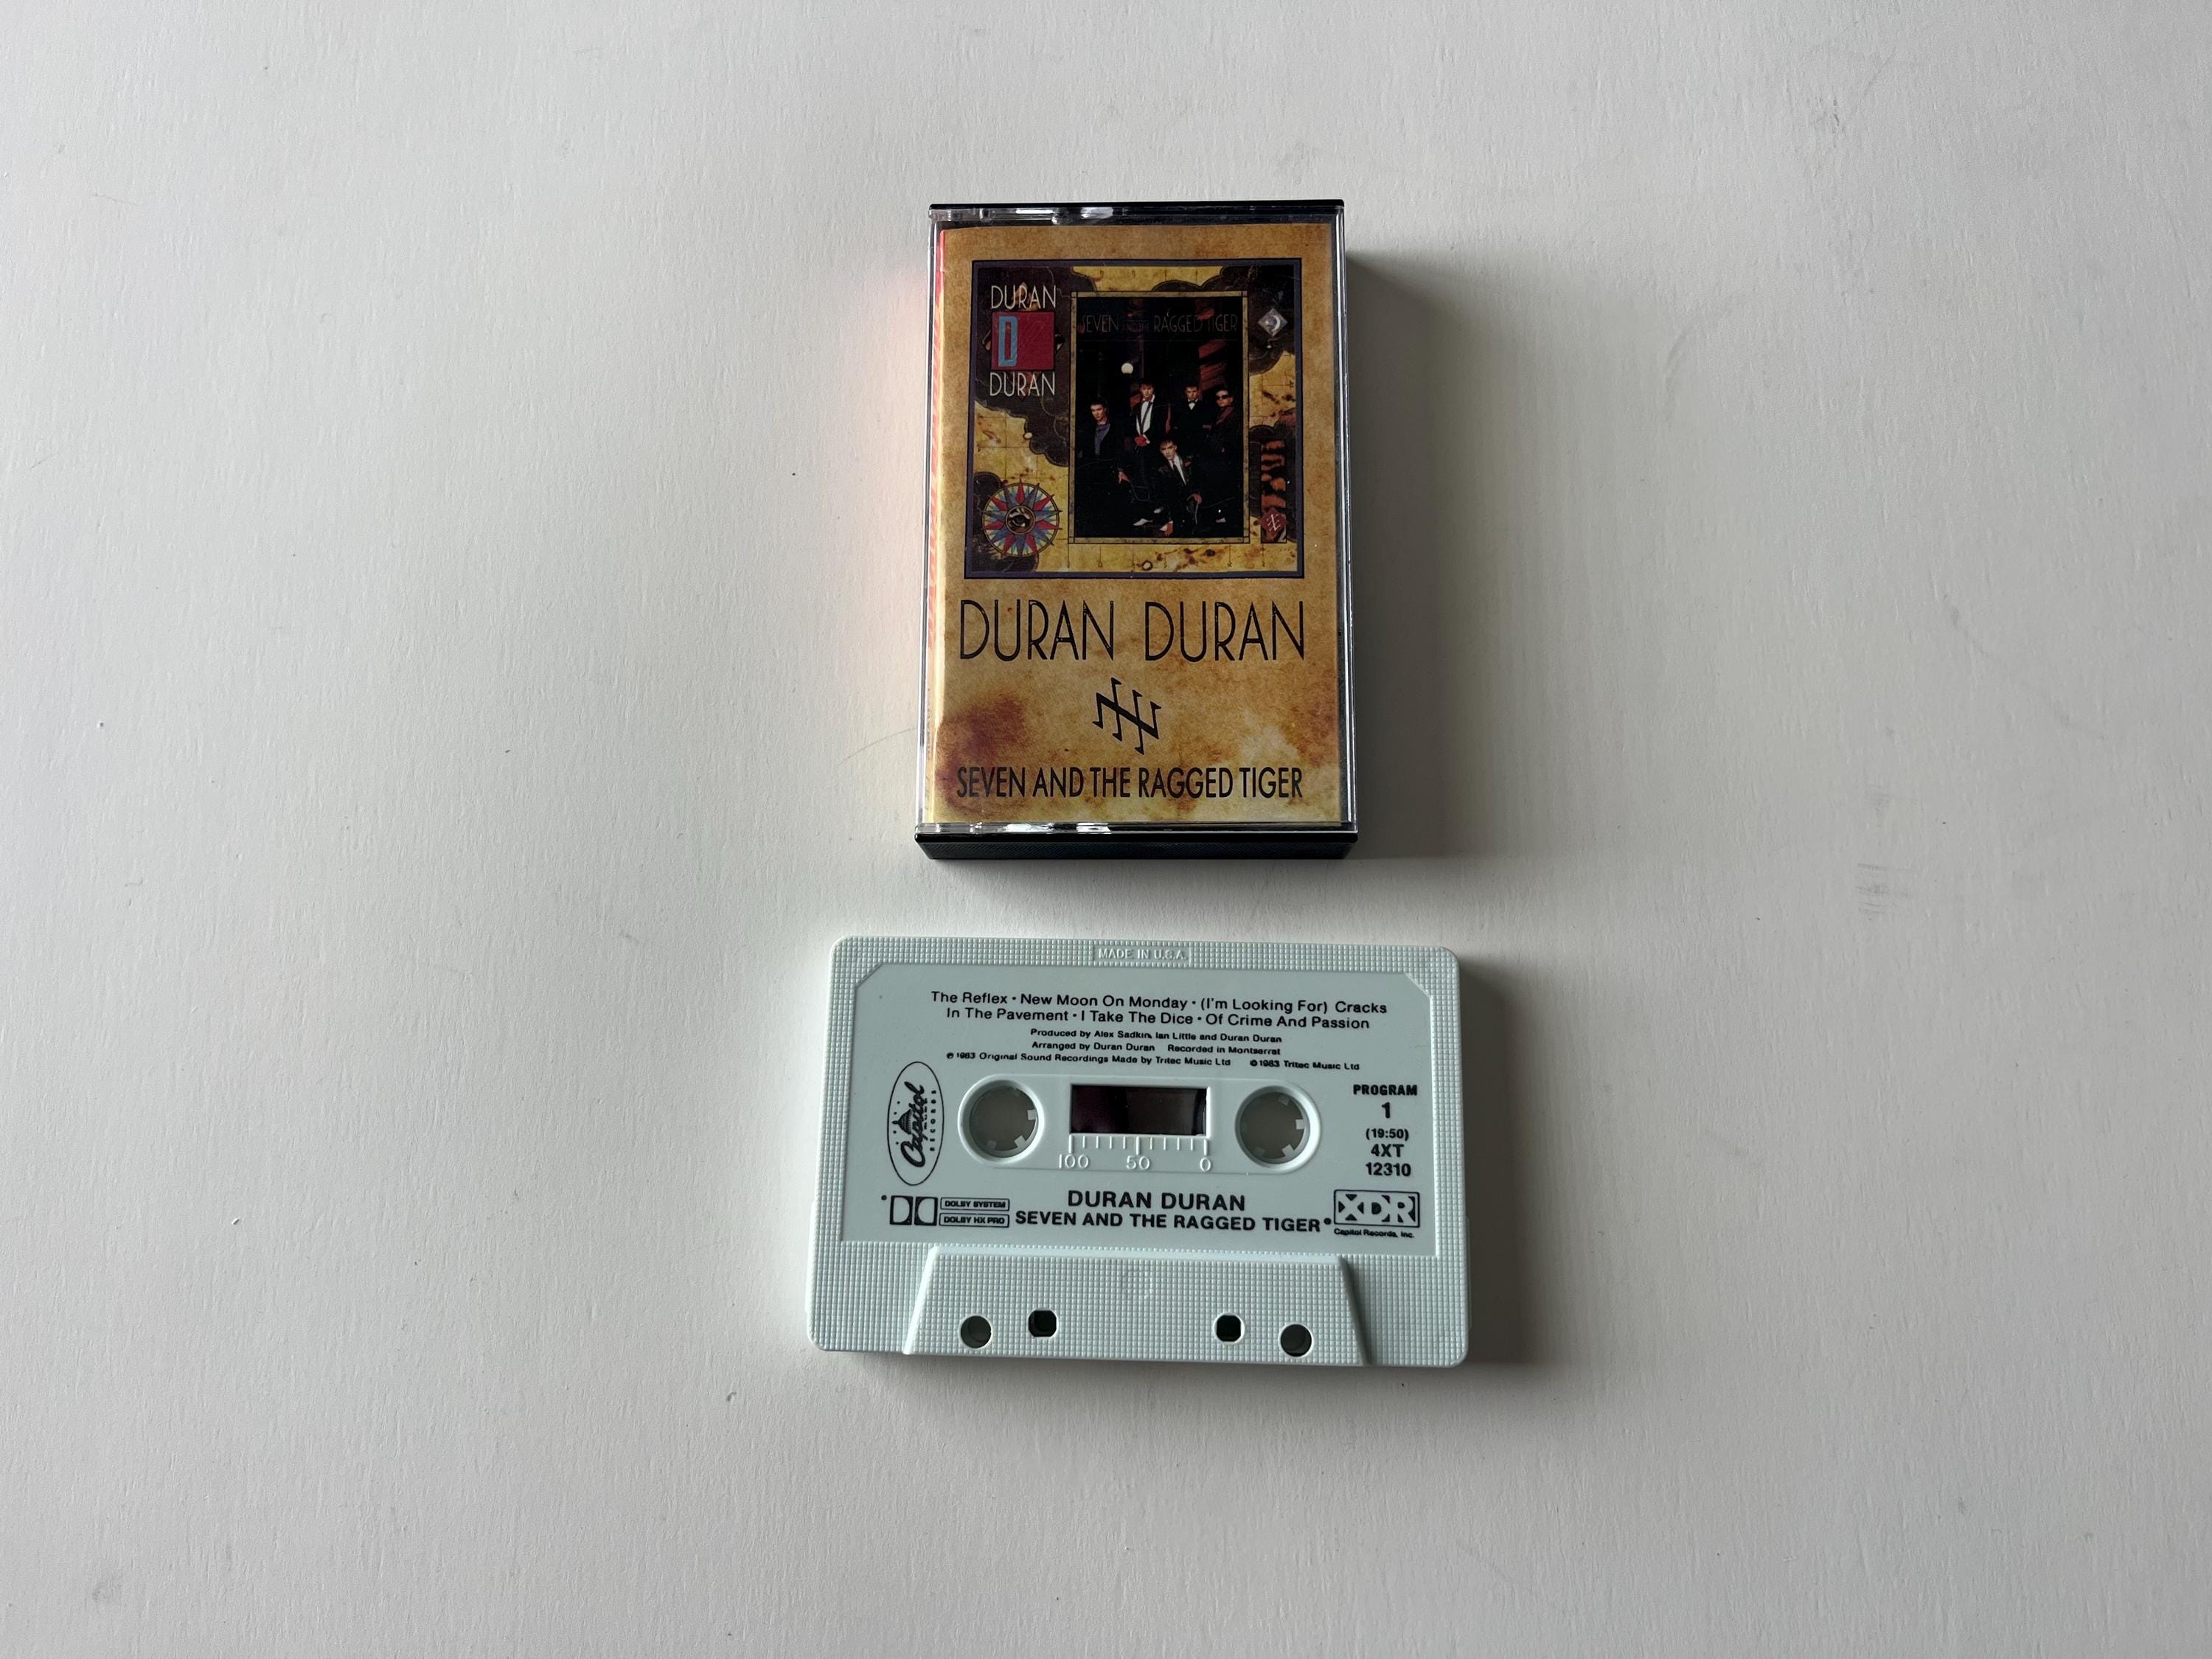 DURAN
D
DURAN
SEVEN AND THE RAGGED TIGER
DURAN DURAN
SEVEN AND THE RAGGED TIGER
MADE IN U.S.A.
The Reflex • New Moon On Monday • (I'm Looking For) Cracks
In The Pavement • I Take The Dice • Of Crime And Passion
Produced by Alex Sadkin, Ian Little and Duran Duran
Arranged by Duran Duran Recorded in Montserrat
℗ 1983 Original Sound Recordings Made by Tritec Music Ltd © 1983 Tritec Music Ltd
Capitol
RECORDS
PROGRAM
1
(19:50)
4XT
12310
100 50 0
DOLBY SYSTEM
DOLBY HX PRO
DURAN DURAN
SEVEN AND THE RAGGED TIGER
XDR
Capitol Records, Inc.